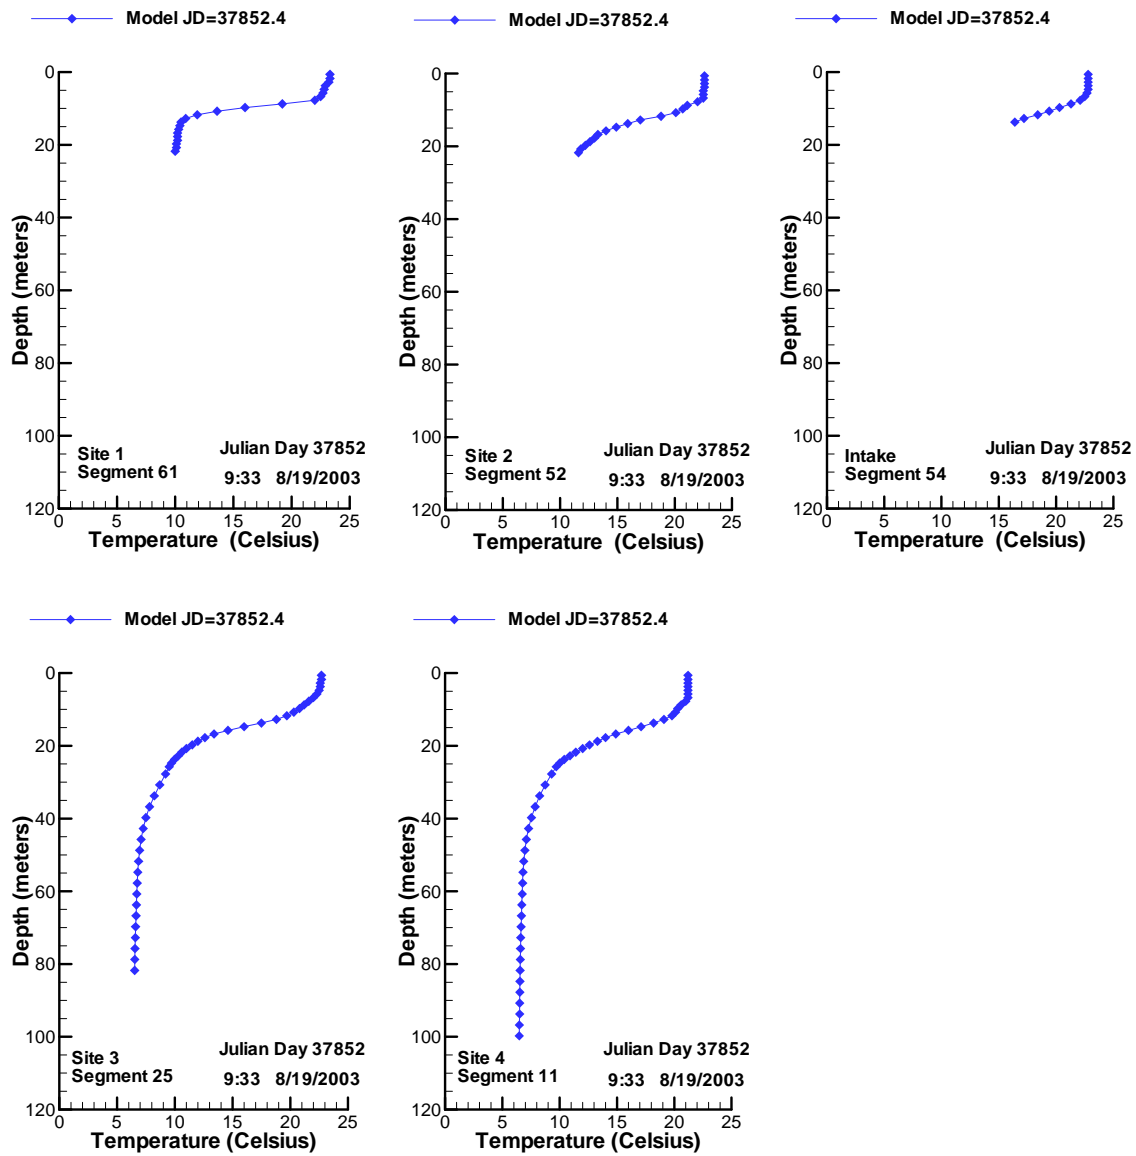 Model JD=37852.4
0
20
40
60
80
100
120
Depth (meters)
Site 1
Segment 61
Julian Day 37852
9:33 8/19/2003
0 5 10 15 20 25
Temperature (Celsius)
Model JD=37852.4
0
20
40
60
80
100
120
Depth (meters)
Site 2
Segment 52
Julian Day 37852
9:33 8/19/2003
0 5 10 15 20 25
Temperature (Celsius)
Model JD=37852.4
0
20
40
60
80
100
120
Depth (meters)
Intake
Segment 54
Julian Day 37852
9:33 8/19/2003
0 5 10 15 20 25
Temperature (Celsius)
Model JD=37852.4
0
20
40
60
80
100
120
Depth (meters)
Site 3
Segment 25
Julian Day 37852
9:33 8/19/2003
0 5 10 15 20 25
Temperature (Celsius)
Model JD=37852.4
0
20
40
60
80
100
120
Depth (meters)
Site 4
Segment 11
Julian Day 37852
9:33 8/19/2003
0 5 10 15 20 25
Temperature (Celsius)